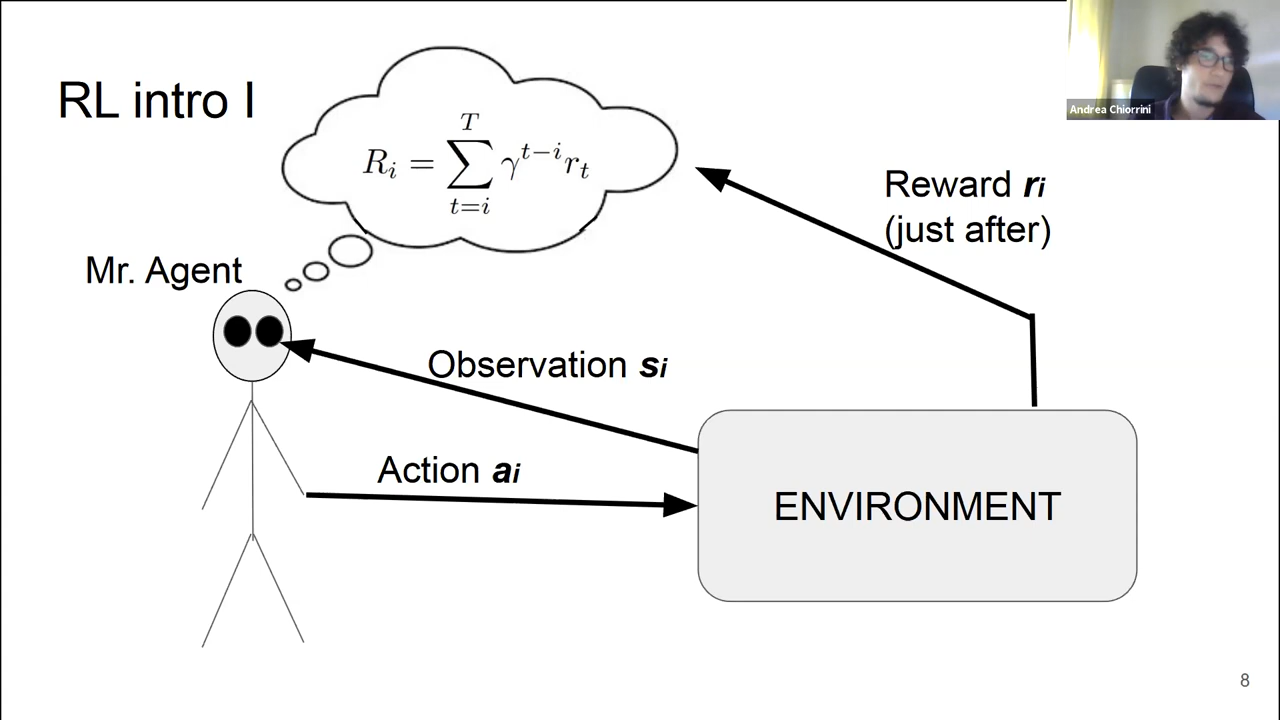 RL intro I
Andrea Chiorrini
R_i = \sum_{t=i}^{T} \gamma^{t-i} r_t
Reward ri
(just after)
Mr. Agent
Observation si
Action ai
ENVIRONMENT
8